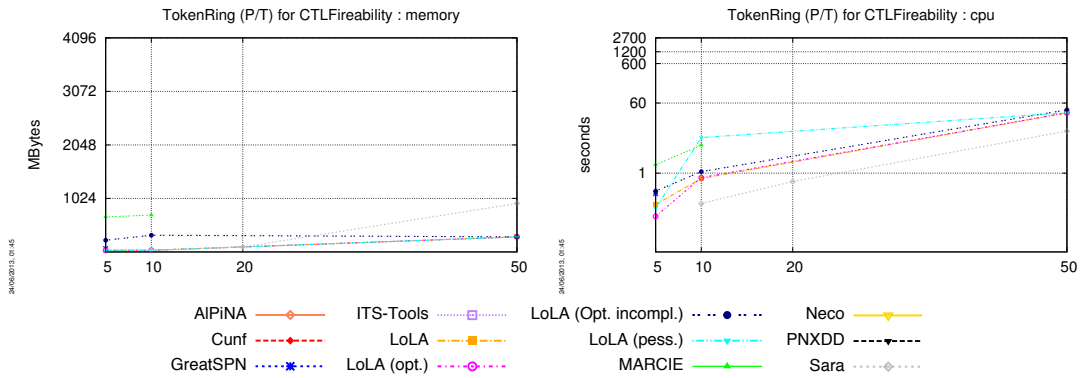 TokenRing (P/T) for CTLFireability : memory
4096
3072
2048
1024
MBytes
5 10 20 50
24/06/2013, 01:45
TokenRing (P/T) for CTLFireability : cpu
2700
1200
600
60
1
seconds
5 10 20 50
24/06/2013, 01:45
AlPiNA ITS-Tools LoLA (Opt. incompl.) Neco
Cunf LoLA LoLA (pess.) PNXDD
GreatSPN LoLA (opt.) MARCIE Sara